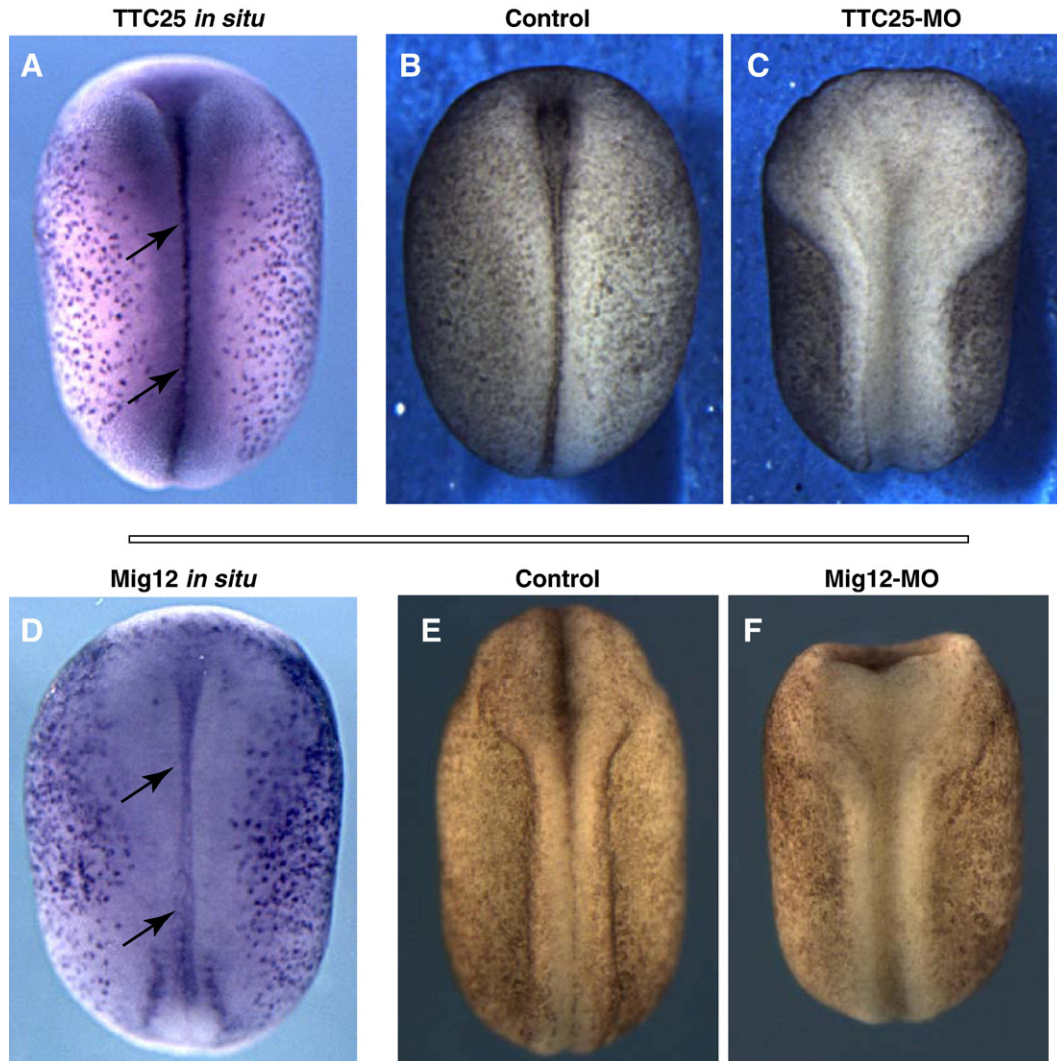 TTC25 in situ
Control
TTC25-MO
A
B
C
Mig12 in situ
Control
Mig12-MO
D
E
F